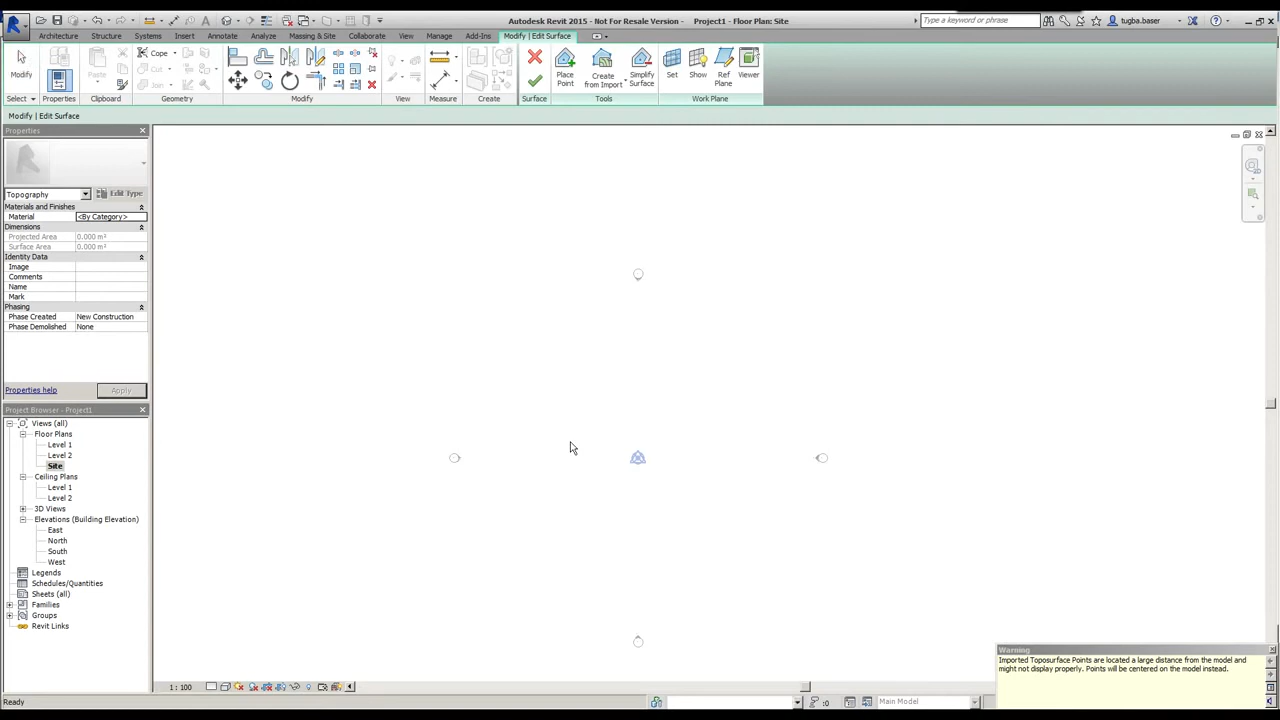 Autodesk Revit 2015 - Not For Resale Version - Project1 - Floor Plan: Site
Type a keyword or phrase
tugba.baser
Architecture Structure Systems Insert Annotate Analyze Massing & Site Collaborate View Manage Add-Ins Modify | Edit Surface
Modify
Paste
Cope
Cut
Join
Place Point
Create from Import
Simplify Surface
Set
Show
Ref Plane
Viewer
Select Properties Clipboard Geometry Modify View Measure Create Surface Tools Work Plane
Modify | Edit Surface
Properties
Topography
Edit Type
Materials and Finishes
Material <By Category>
Dimensions
Projected Area 0.000 m²
Surface Area 0.000 m²
Identity Data
Image
Comments
Name
Mark
Phasing
Phase Created New Construction
Phase Demolished None
Properties help Apply
Project Browser - Project1
Views (all)
Floor Plans
Level 1
Level 2
Site
Ceiling Plans
Level 1
Level 2
3D Views
Elevations (Building Elevation)
East
North
South
West
Legends
Schedules/Quantities
Sheets (all)
Families
Groups
Revit Links
1 : 100
Warning
Imported Toposurface Points are located a large distance from the model and
might not display properly. Points will be centered on the model instead.
Ready
:0
Main Model